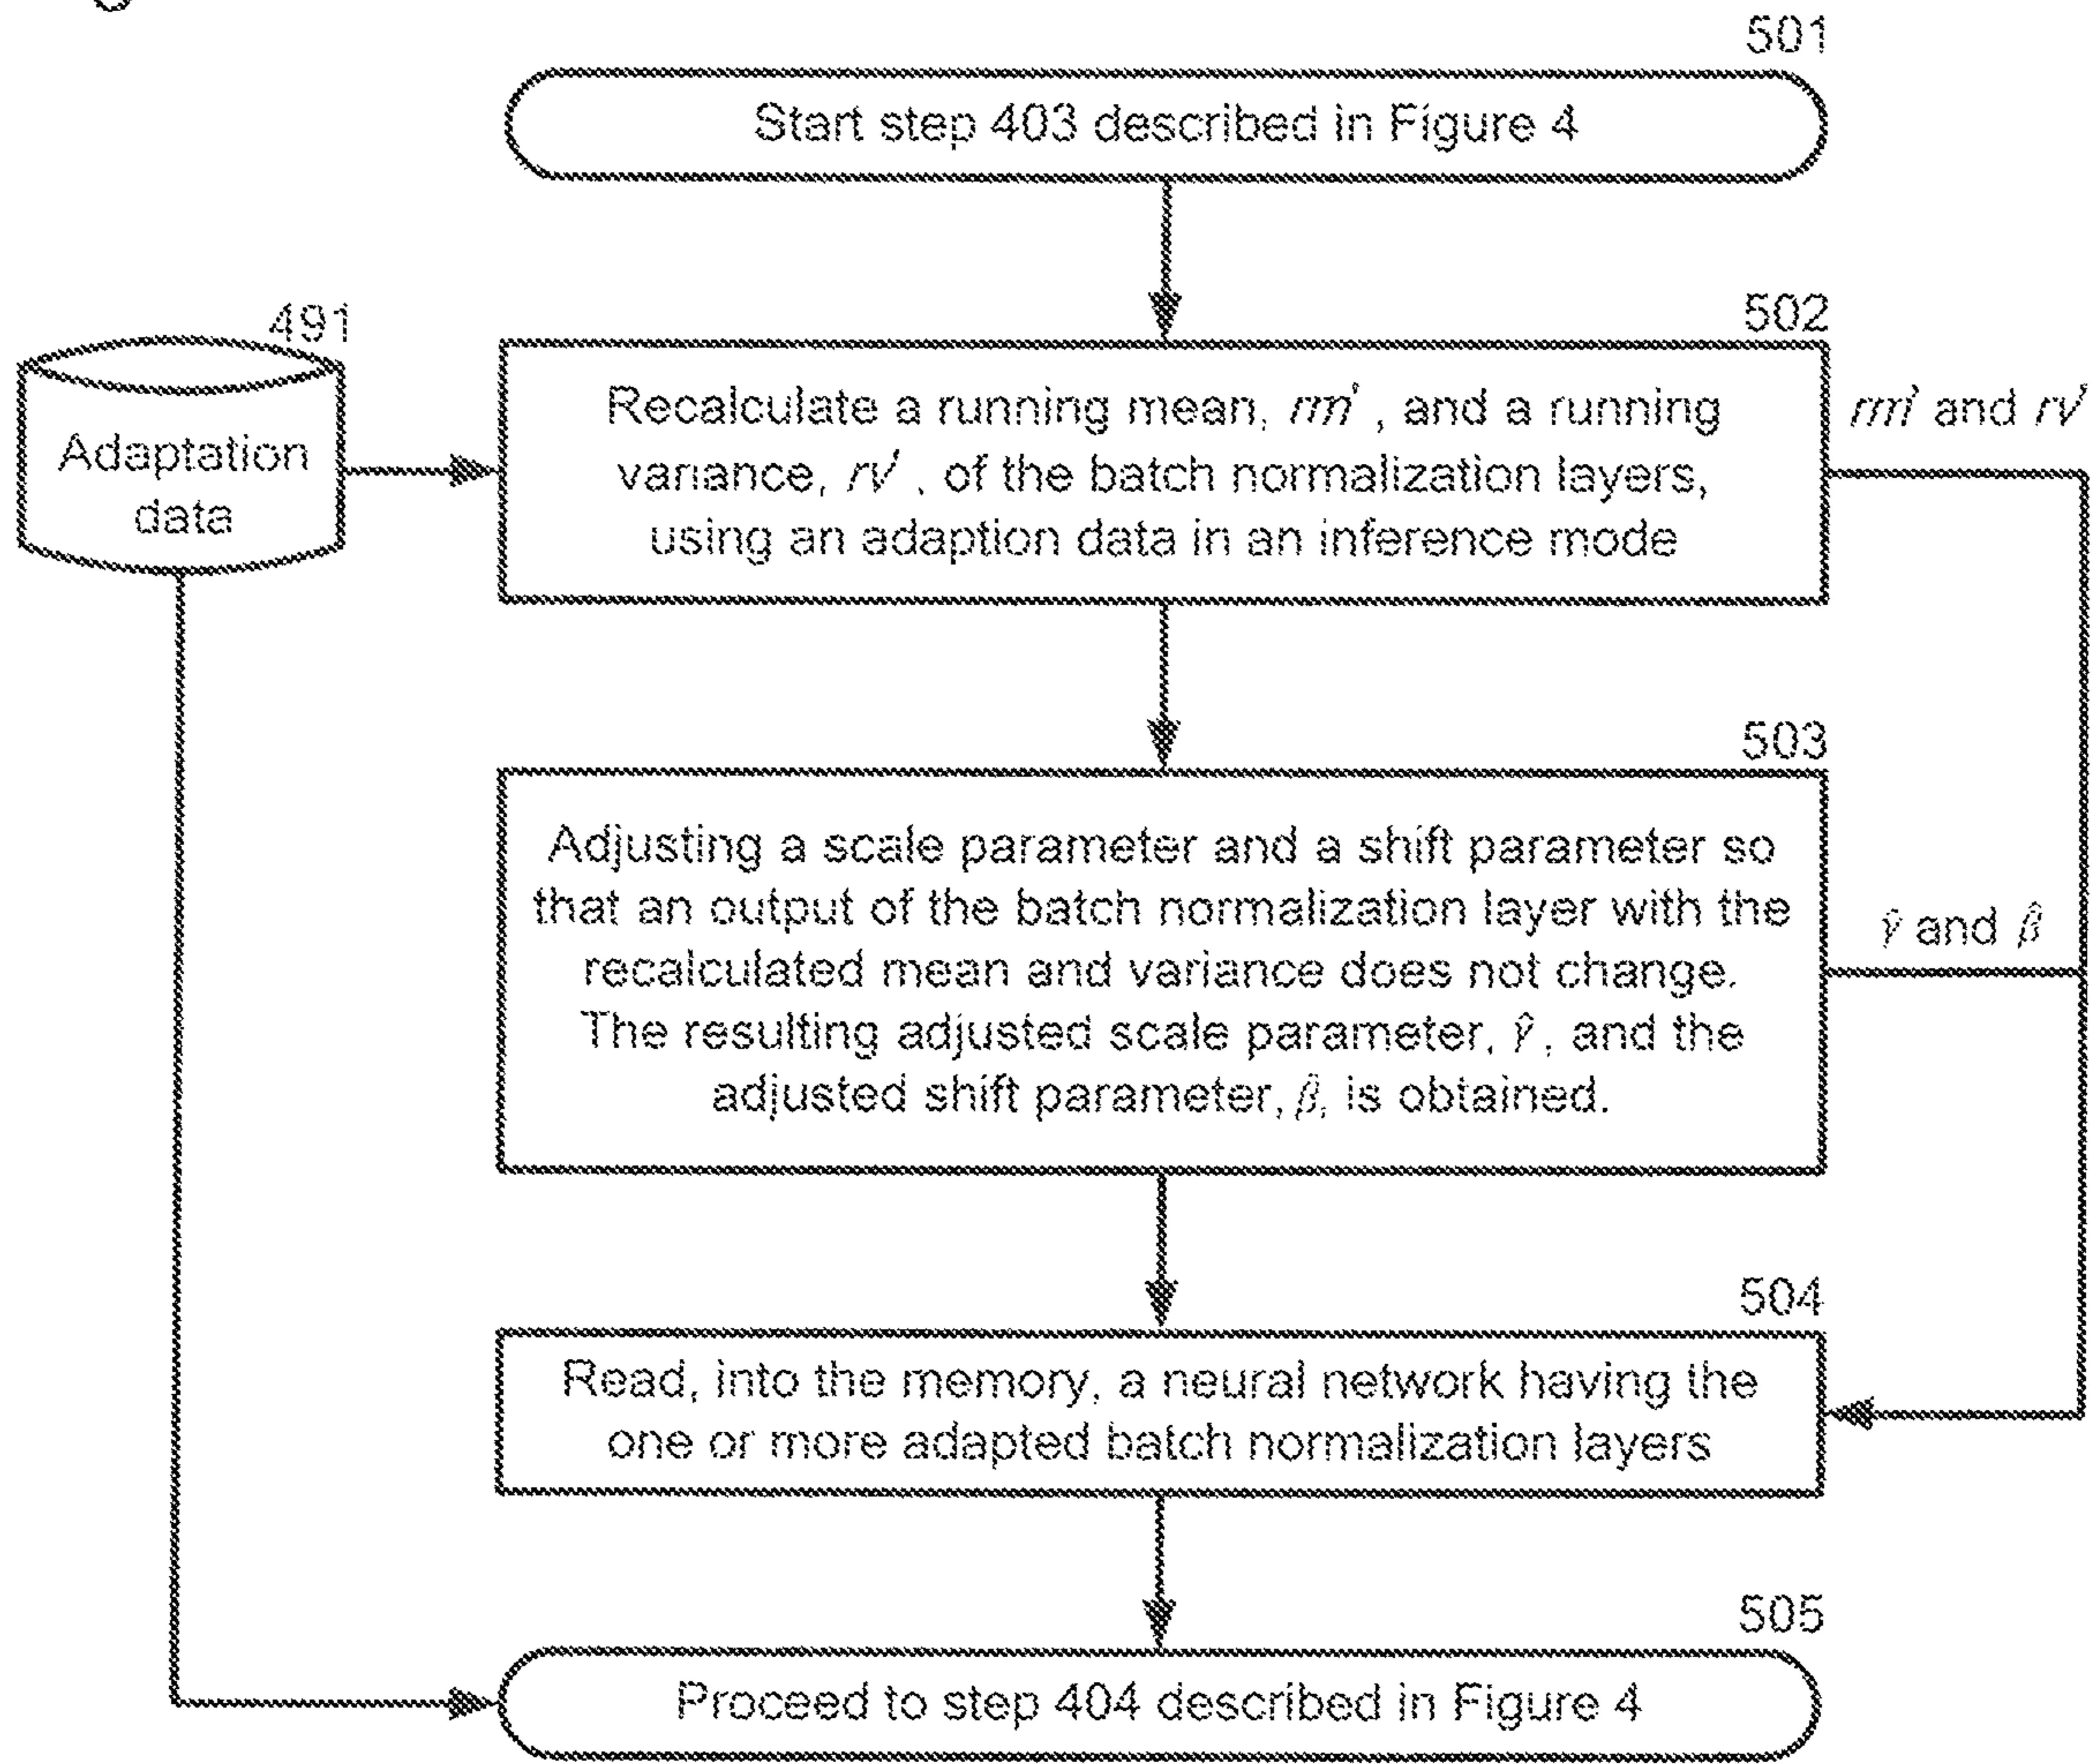 501
Start step 403 described in Figure 4
491
Adaptation
data
502
Recalculate a running mean, rm', and a running
variance, rv', of the batch normalization layers,
using an adaption data in an inference mode
rm' and rv'
503
Adjusting a scale parameter and a shift parameter so
that an output of the batch normalization layer with the
recalculated mean and variance does not change.
The resulting adjusted scale parameter, γ̂, and the
adjusted shift parameter, β̂, is obtained.
γ̂ and β̂
504
Read, into the memory, a neural network having the
one or more adapted batch normalization layers
505
Proceed to step 404 described in Figure 4